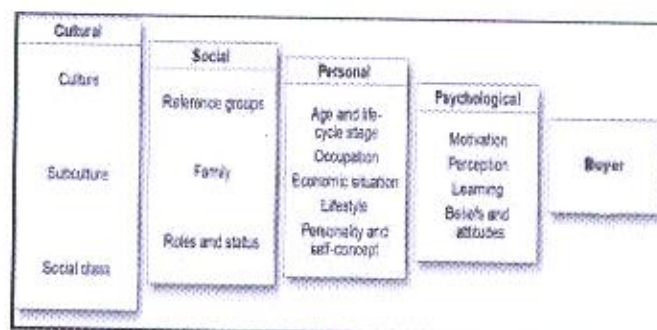 Cultural
Culture
Subculture
Social class
Social
Reference groups
Family
Roles and status
Personal
Age and life-
cycle stage
Occupation
Economic situation
Lifestyle
Personality and
self-concept
Psychological
Motivation
Perception
Learning
Beliefs and
attitudes
Buyer